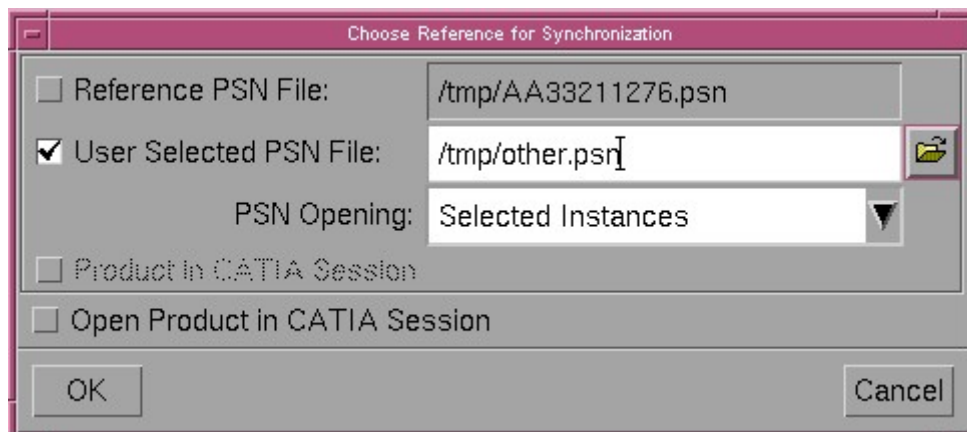 Choose Reference for Synchronization
Reference PSN File: /tmp/AA33211276.psn
User Selected PSN File: /tmp/other.psn
PSN Opening: Selected Instances
Product in CATIA Session
Open Product in CATIA Session
OK Cancel